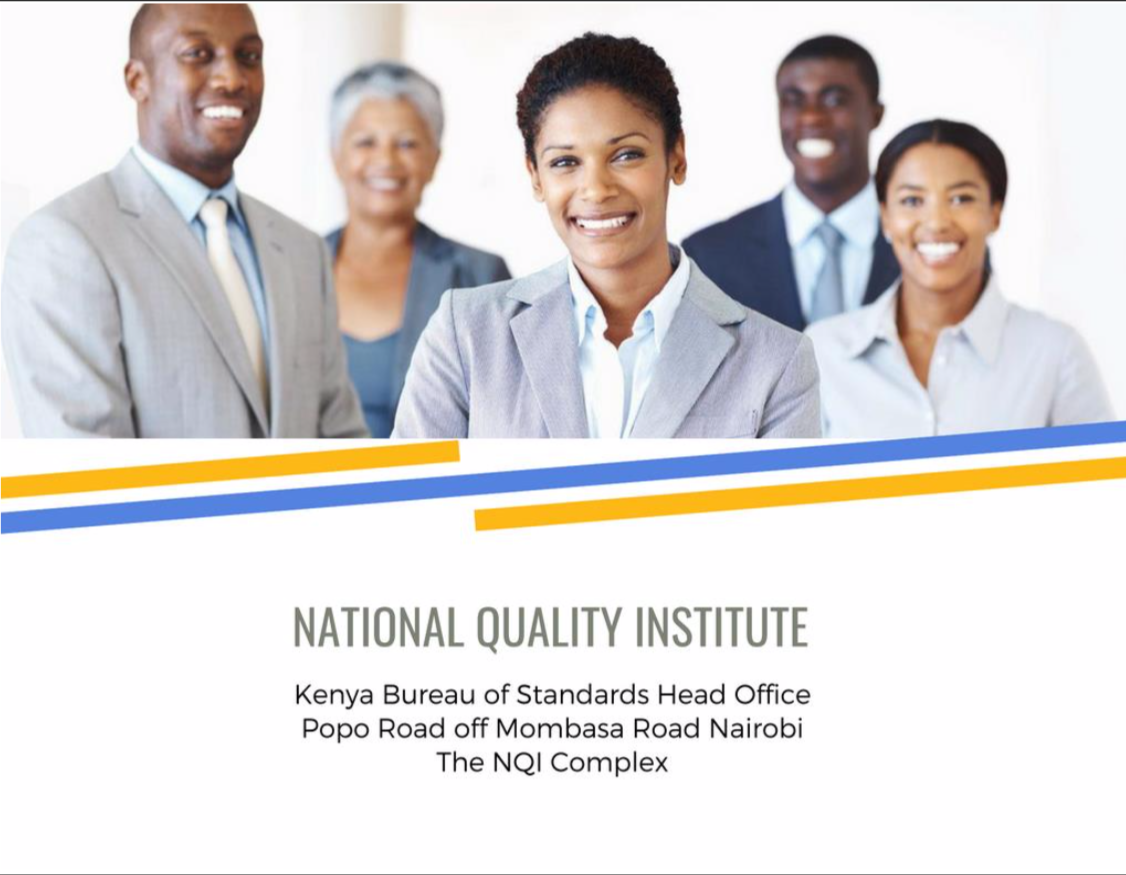 NATIONAL QUALITY INSTITUTE
Kenya Bureau of Standards Head Office
Popo Road off Mombasa Road Nairobi
The NQI Complex